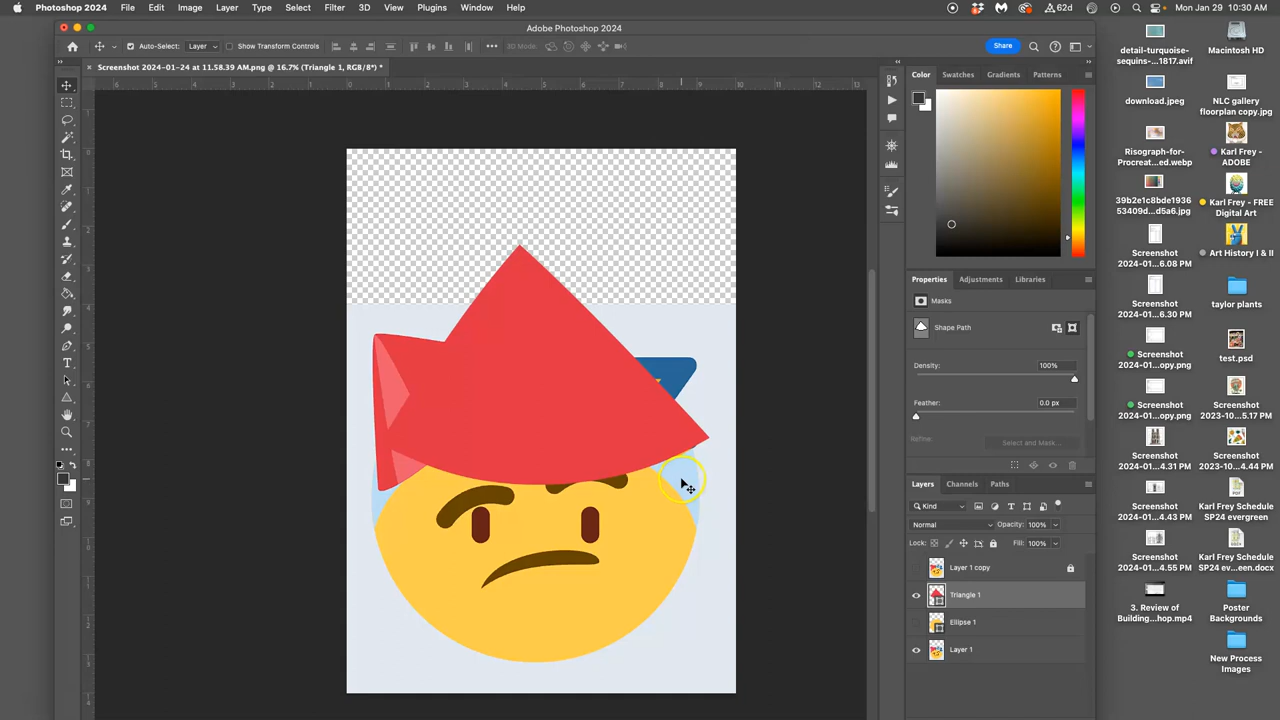 Photoshop 2024 File Edit Image Layer Type Select Filter 3D View Plugins Window Help 62d Mon Jan 29 10:30 AM
Adobe Photoshop 2024
Auto-Select: Layer Show Transform Controls 3D Mode: Share
Screenshot 2024-01-24 at 11.58.39 AM.png @ 16.7% (Triangle 1, RGB/8*) *
Color Swatches Gradients Patterns
Properties Adjustments Libraries
Masks
Shape Path
Density: 100%
Feather: 0.0 px
Refine: Select and Mask...
Layers Channels Paths
Kind
Normal Opacity: 100%
Lock: Fill: 100%
Layer 1 copy
Triangle 1
Ellipse 1
Layer 1
detail-turquoise-
sequins-...1817.avif
download.jpeg
Risograph-for-
Procreat...ed.webp
39b2e1c8bde1936
53409d...d5a6.jpg
Screenshot
2024-01...6.08 PM
Screenshot
2024-01...6.30 PM
Screenshot
2024-01...opy.png
Screenshot
2024-01...opy.png
Screenshot
2024-01...4.31 PM
Screenshot
2024-01...4.43 PM
Screenshot
2024-01...4.55 PM
3. Review of
Building...hop.mp4
Macintosh HD
NLC gallery
floorplan copy.jpg
Karl Frey -
ADOBE
Karl Frey - FREE
Digital Art
Art History I & II
taylor plants
test.psd
Screenshot
2023-10...5.17 PM
Screenshot
2023-10...4.44 PM
Karl Frey Schedule
SP24 evergreen
Karl Frey Schedule
SP24 ev...een.docx
Poster
Backgrounds
New Process
Images